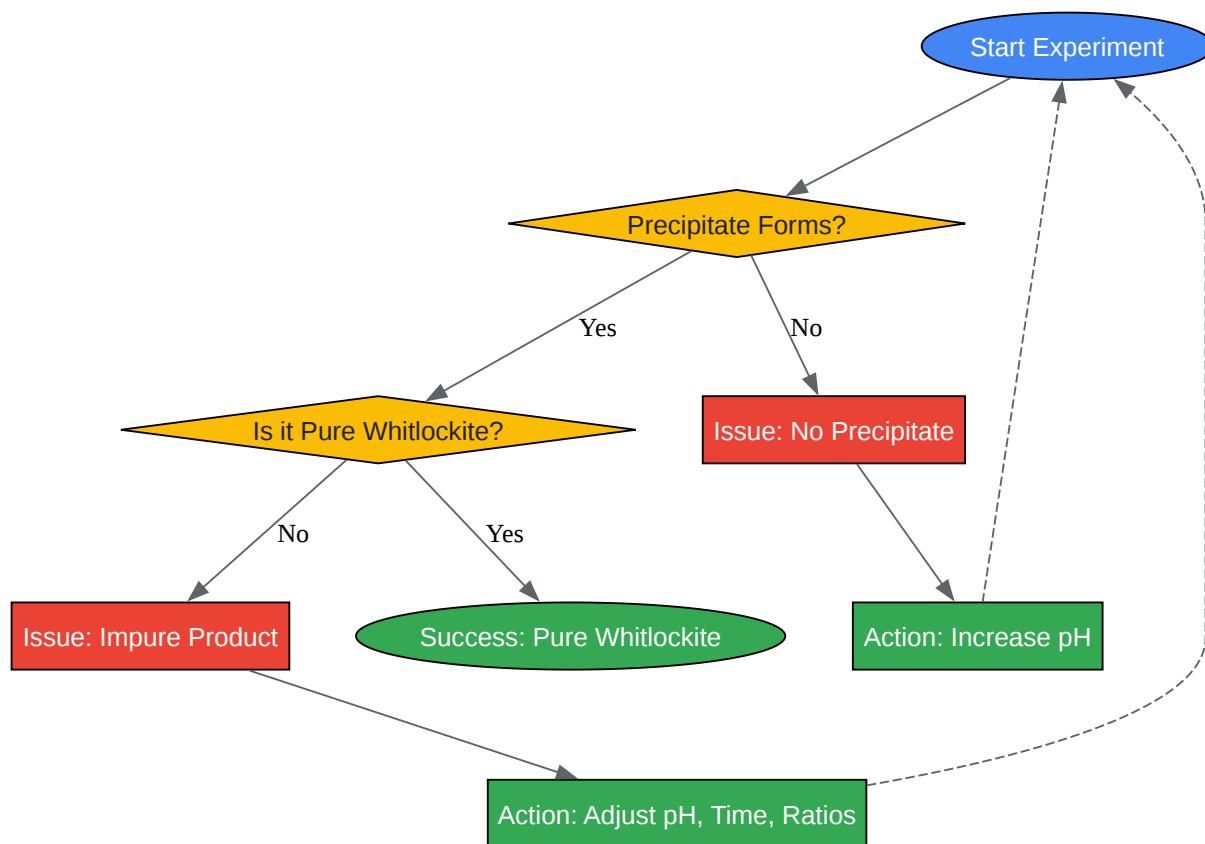 Start Experiment
Precipitate Forms?
Yes
No
Is it Pure Whitlockite?
Issue: No Precipitate
No
Yes
Issue: Impure Product
Success: Pure Whitlockite
Action: Increase pH
Action: Adjust pH, Time, Ratios